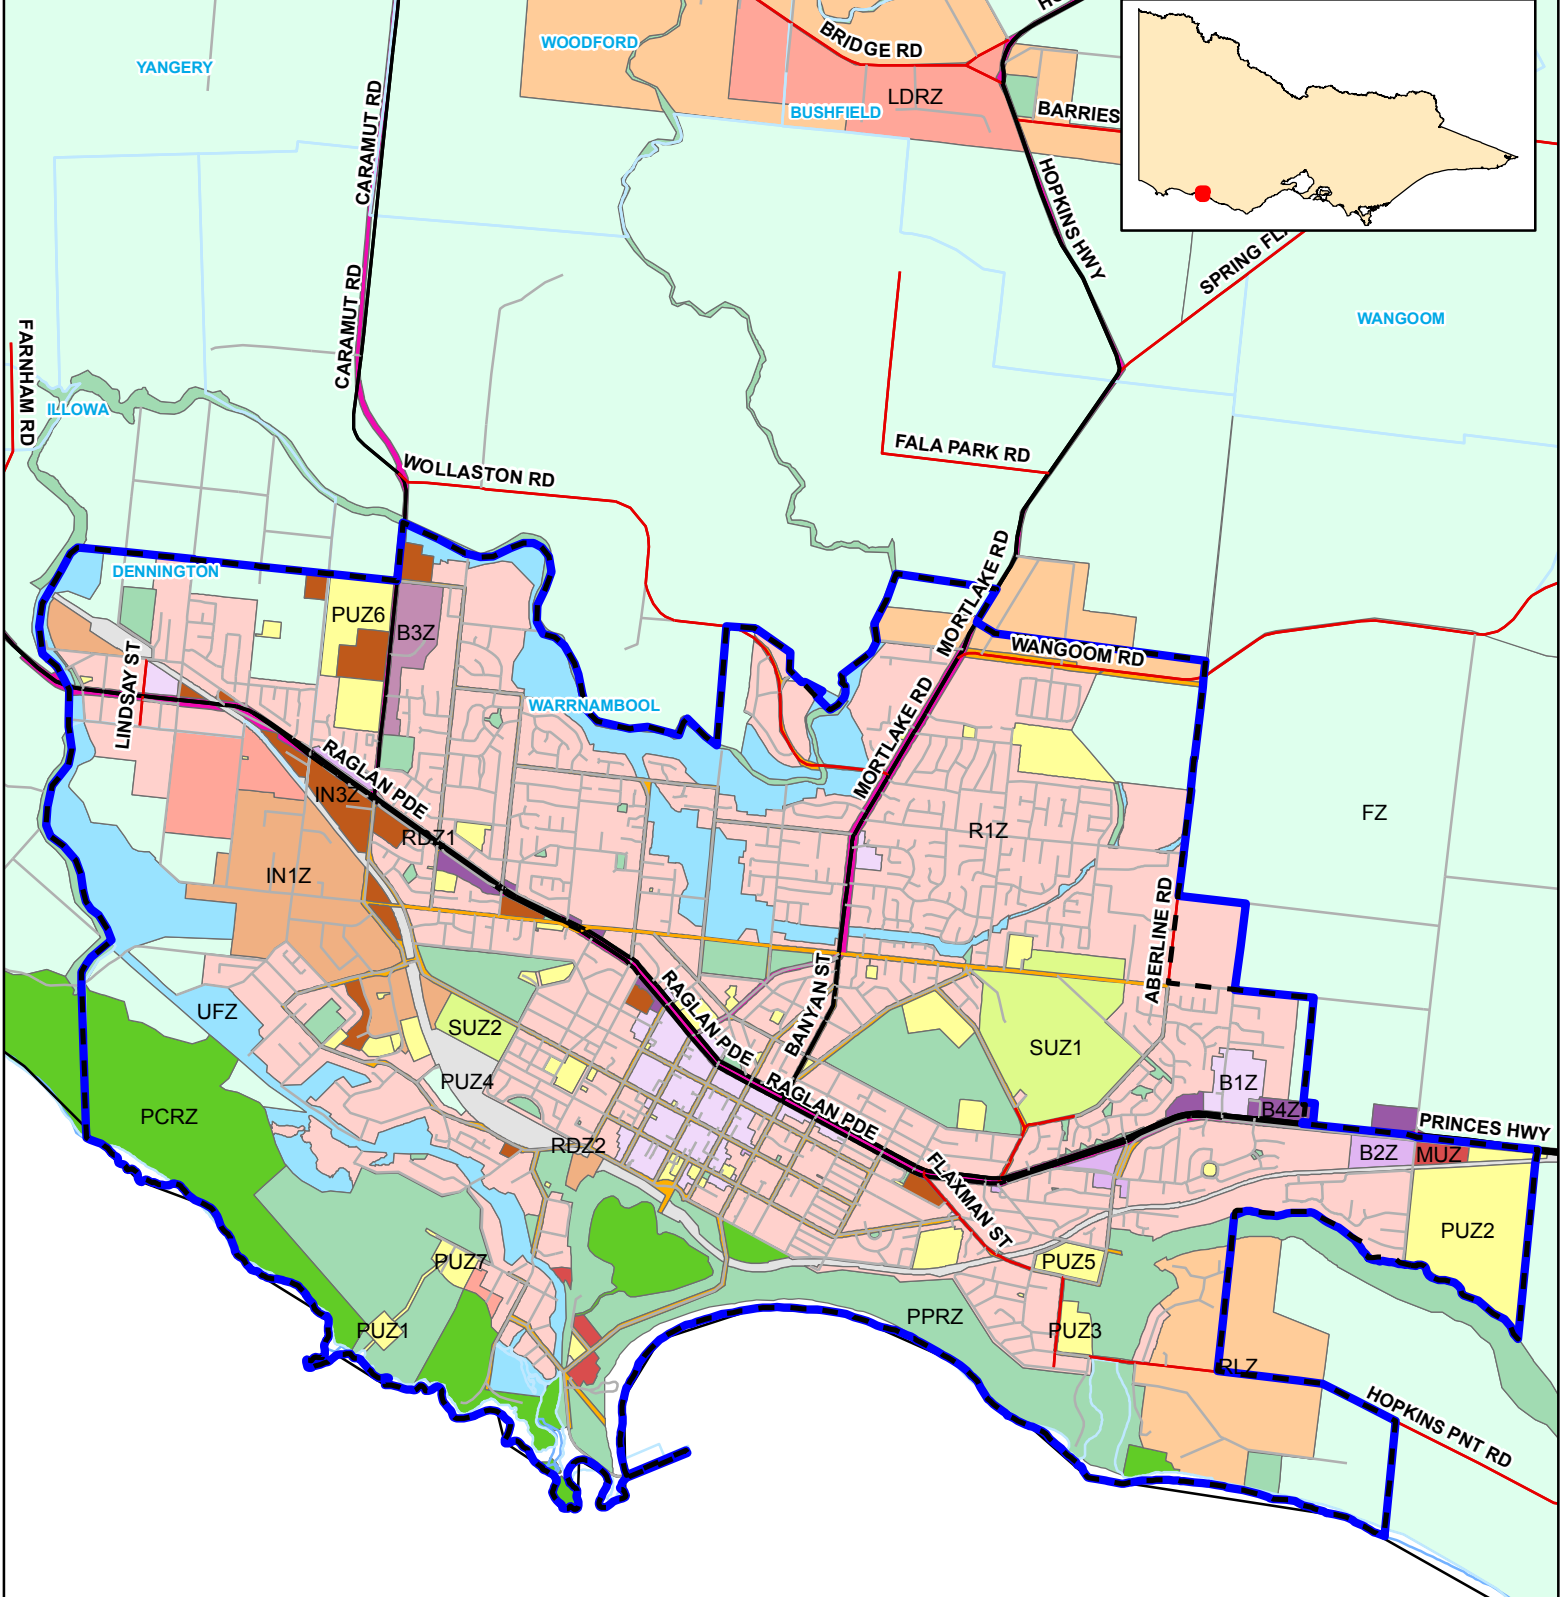 HO
BRIDGE RD
WOODFORD
YANGERY
LDRZ
BUSHFIELD
BARRIES
CARAMUT RD
HOPKINS HWY
SPRING FLA
CARAMUT RD
WANGOOM
FARNHAM RD
ILLOWA
FALA PARK RD
WOLLASTON RD
MORTLAKE RD
DENNINGTON
PUZ6
B3Z
WANGOOM RD
LINDSAY ST
WARRNAMBOOL
MORTLAKE RD
RAGLAN PDE
IN3Z
RDZ1
R1Z
FZ
IN1Z
ABERLINE RD
BANYAN ST
UFZ
SUZ2
RAGLAN PDE
SUZ1
PUZ4
B1Z
RAGLAN PDE
B4Z
PCRZ
PRINCES HWY
RDZ2
B2Z
MUZ
FLAXMAN ST
PUZ2
PUZ7
PUZ5
PPRZ
PUZ1
PUZ3
RLZ
HOPKINS PNT RD